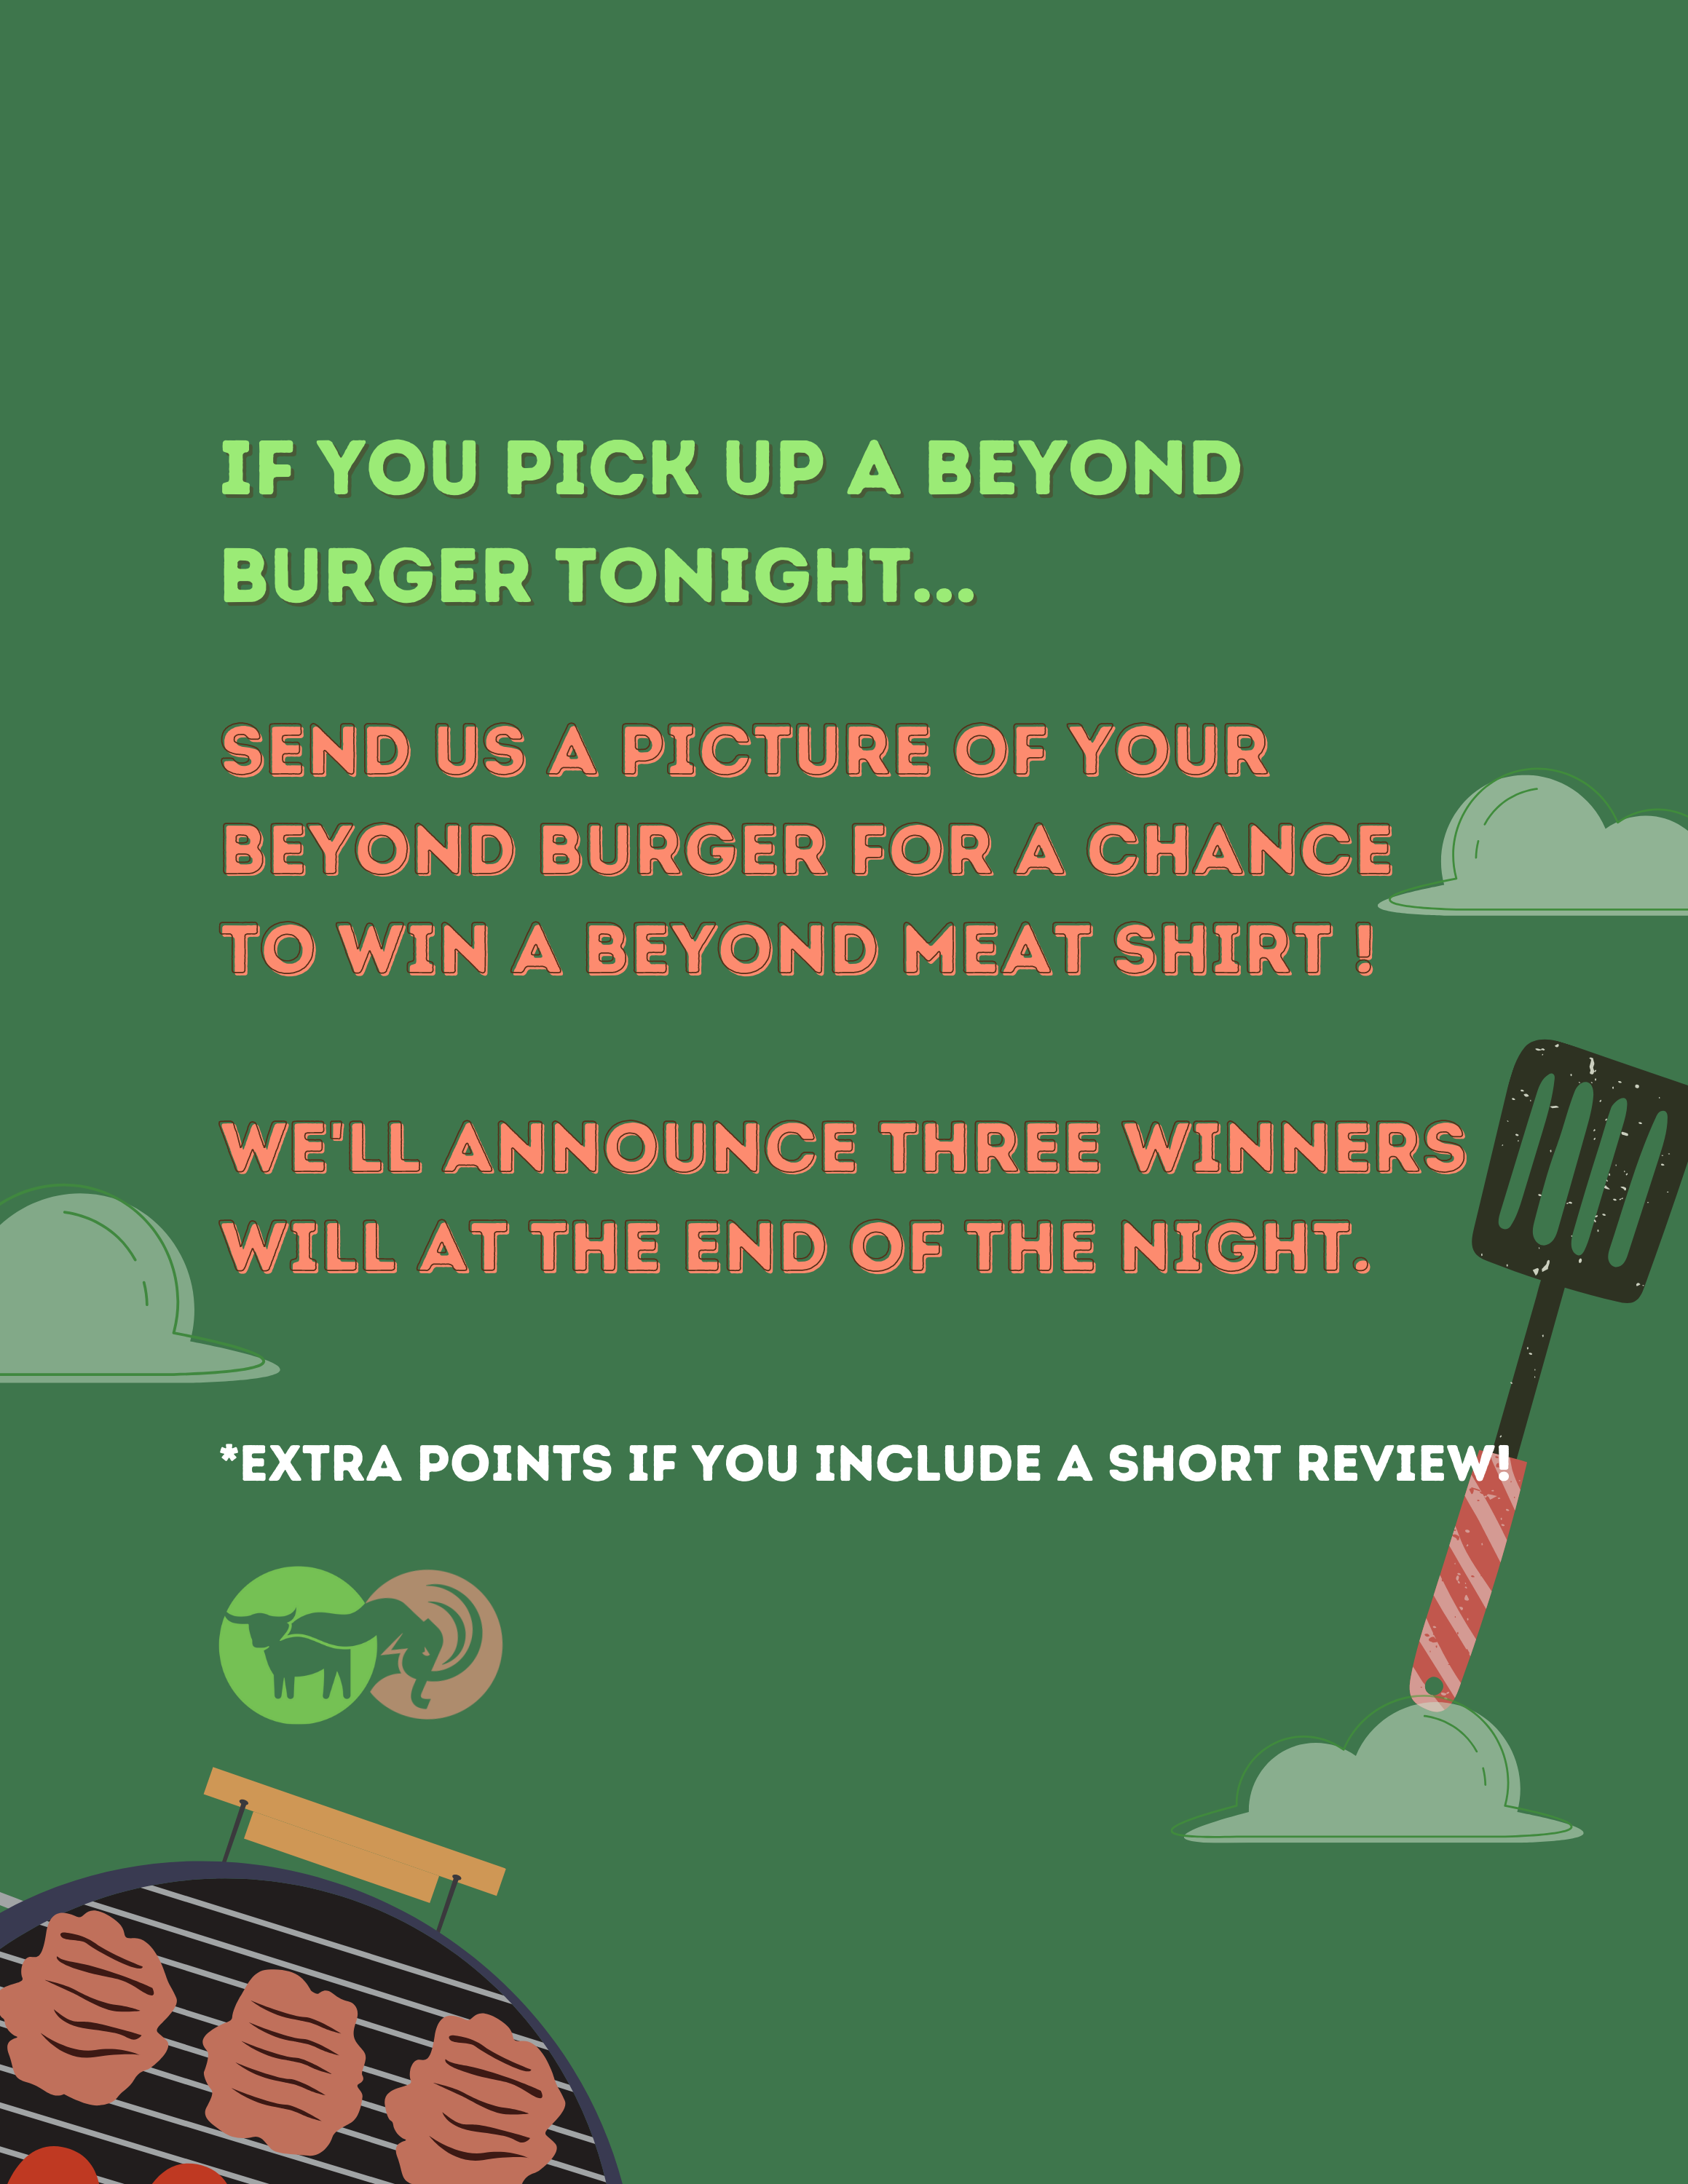 IF YOU PICK UP A BEYOND
BURGER TONIGHT...
SEND US A PICTURE OF YOUR
BEYOND BURGER FOR A CHANCE
TO WIN A BEYOND MEAT SHIRT !
WE'LL ANNOUNCE THREE WINNERS
WILL AT THE END OF THE NIGHT.
*EXTRA POINTS IF YOU INCLUDE A SHORT REVIEW!